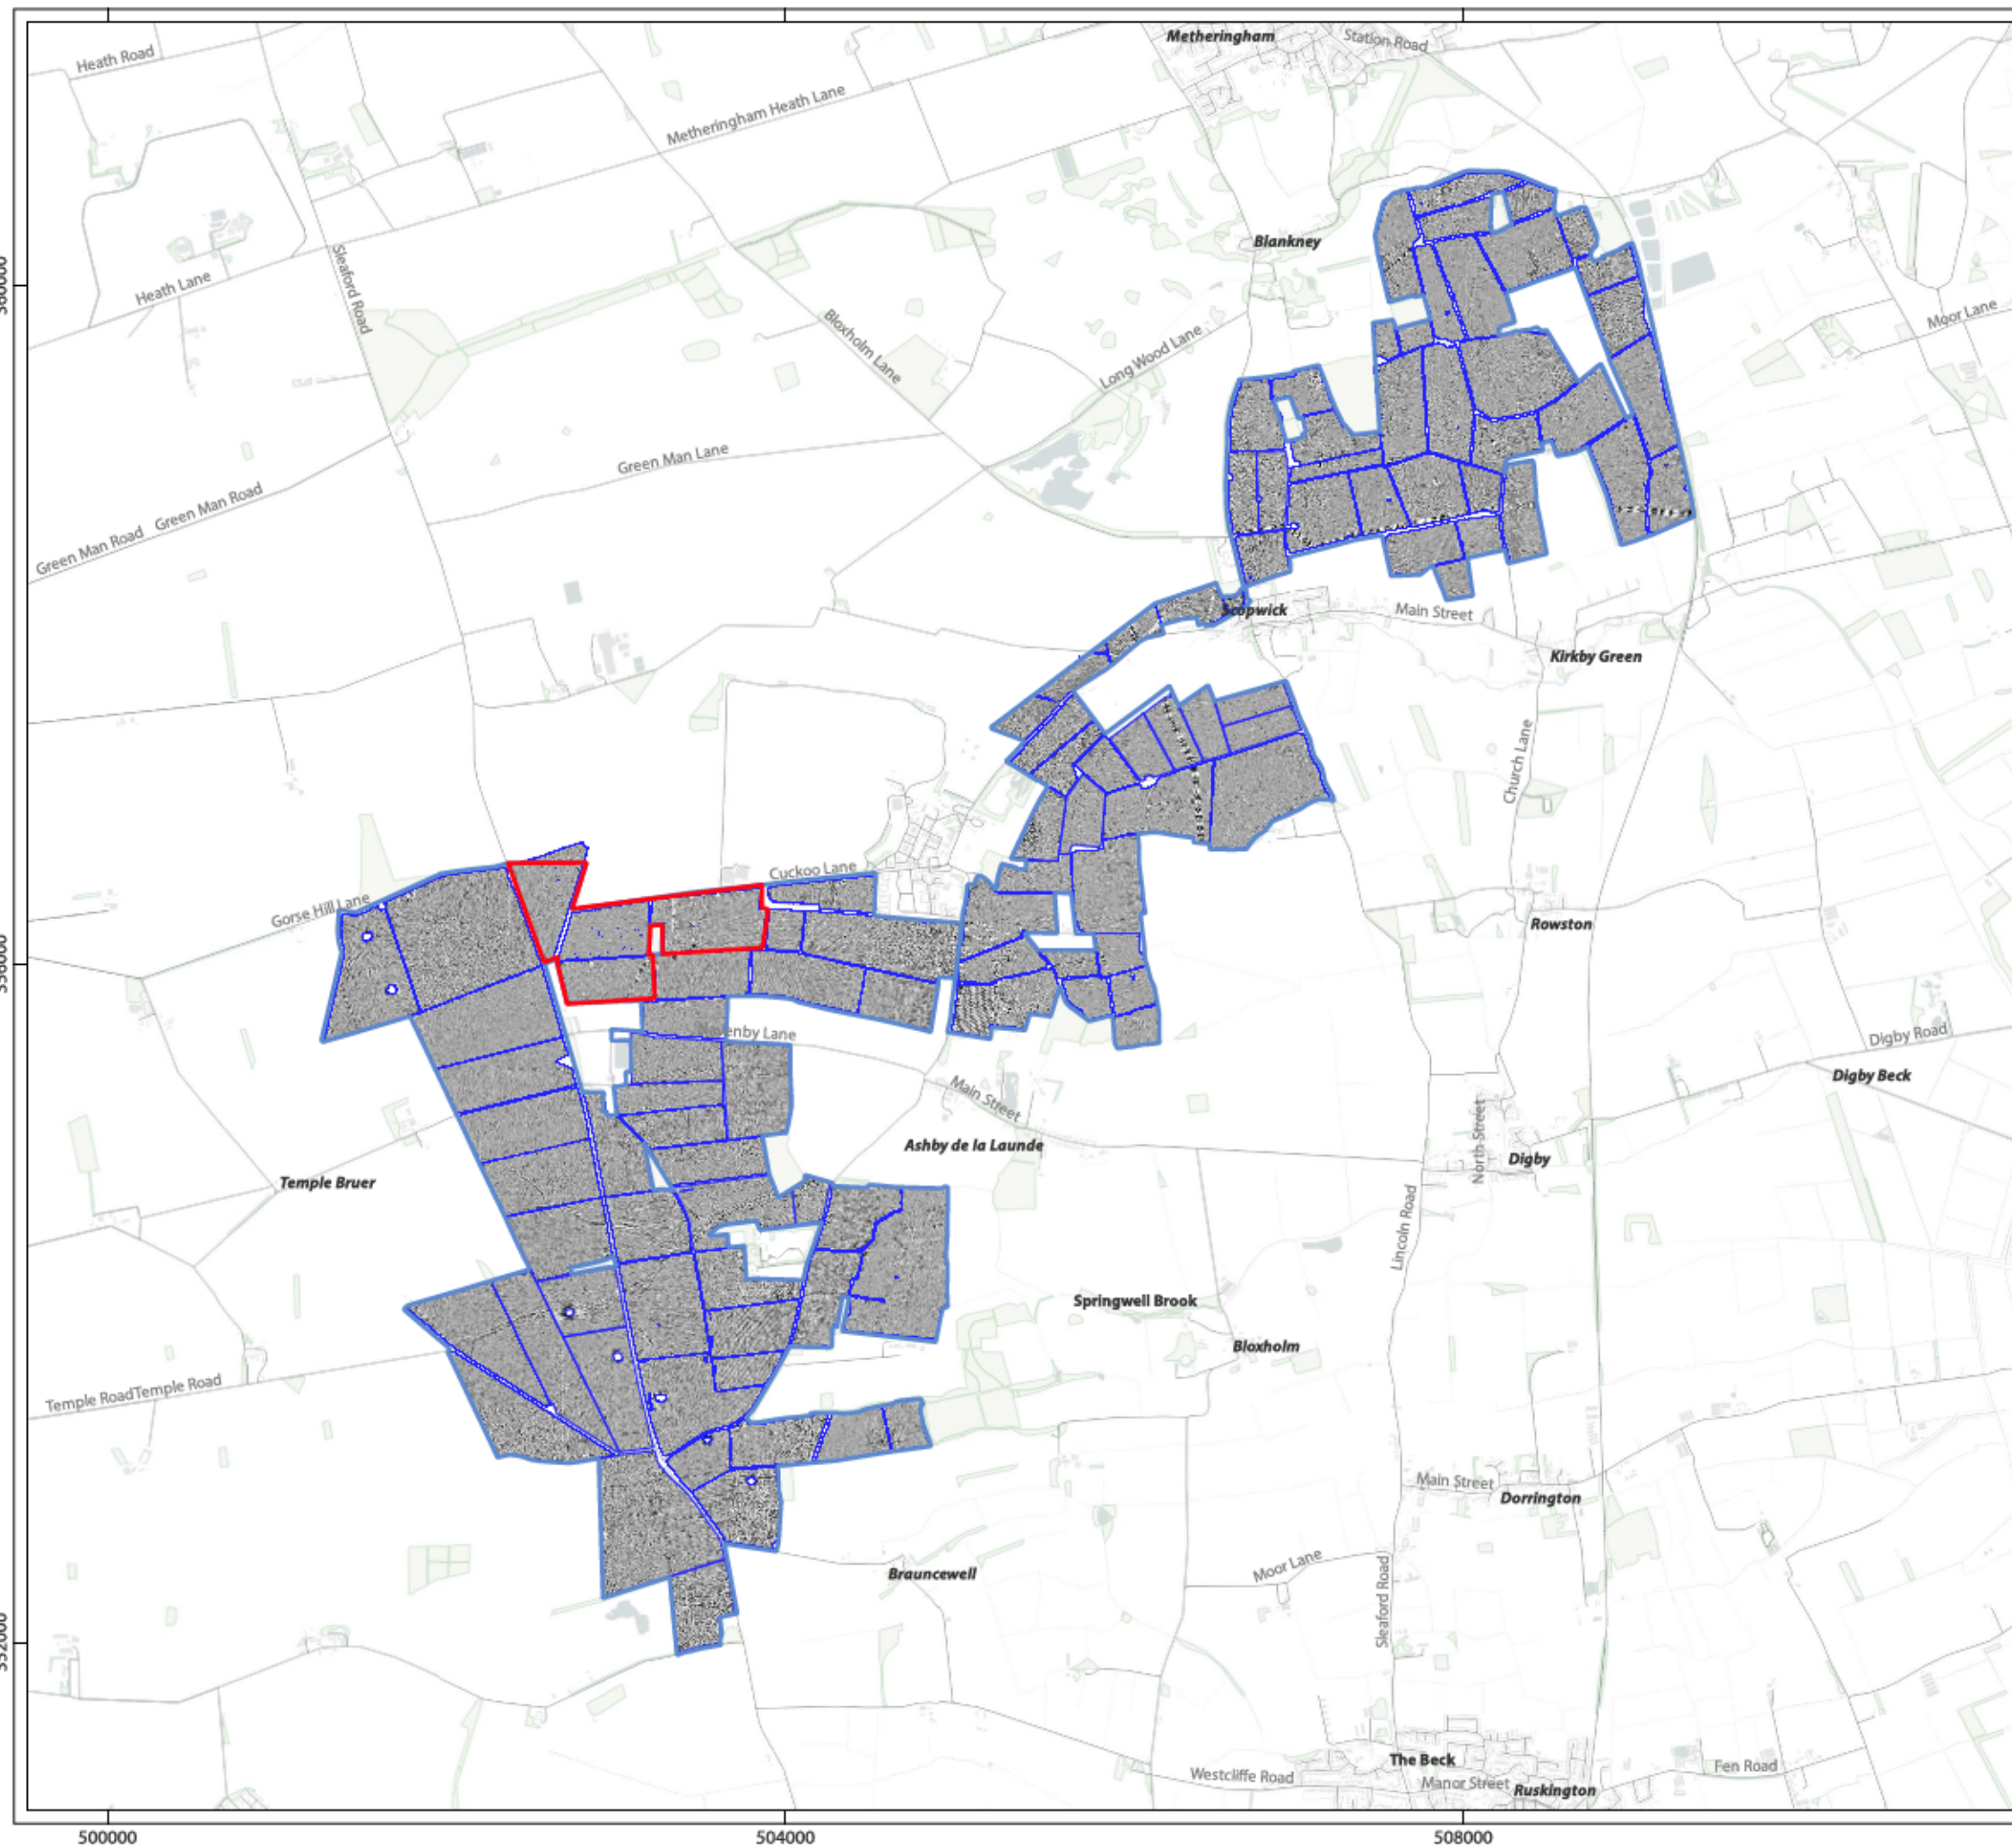 Metheringham
Station Road
Heath Road
Metheringham Heath Lane
Blankney
Heath Lane
Sleaford Road
Moor Lane
Bloxholm Lane
Long Wood Lane
Green Man Lane
Green Man Road
Green Man Road
Scopwick
Main Street
Kirkby Green
Church Lane
Cuckoo Lane
Gorse Hill Lane
Rowston
Navenby Lane
Digby Road
Main Street
Digby Beck
Ashby de la Launde
North Street
Digby
Temple Bruer
Lincoln Road
Springwell Brook
Bloxholm
Temple RoadTemple Road
Main Street
Dorrington
Moor Lane
Brauncewell
Sleaford Road
The Beck
Fen Road
Westcliffe Road
Manor Street
Ruskington
500000
504000
508000